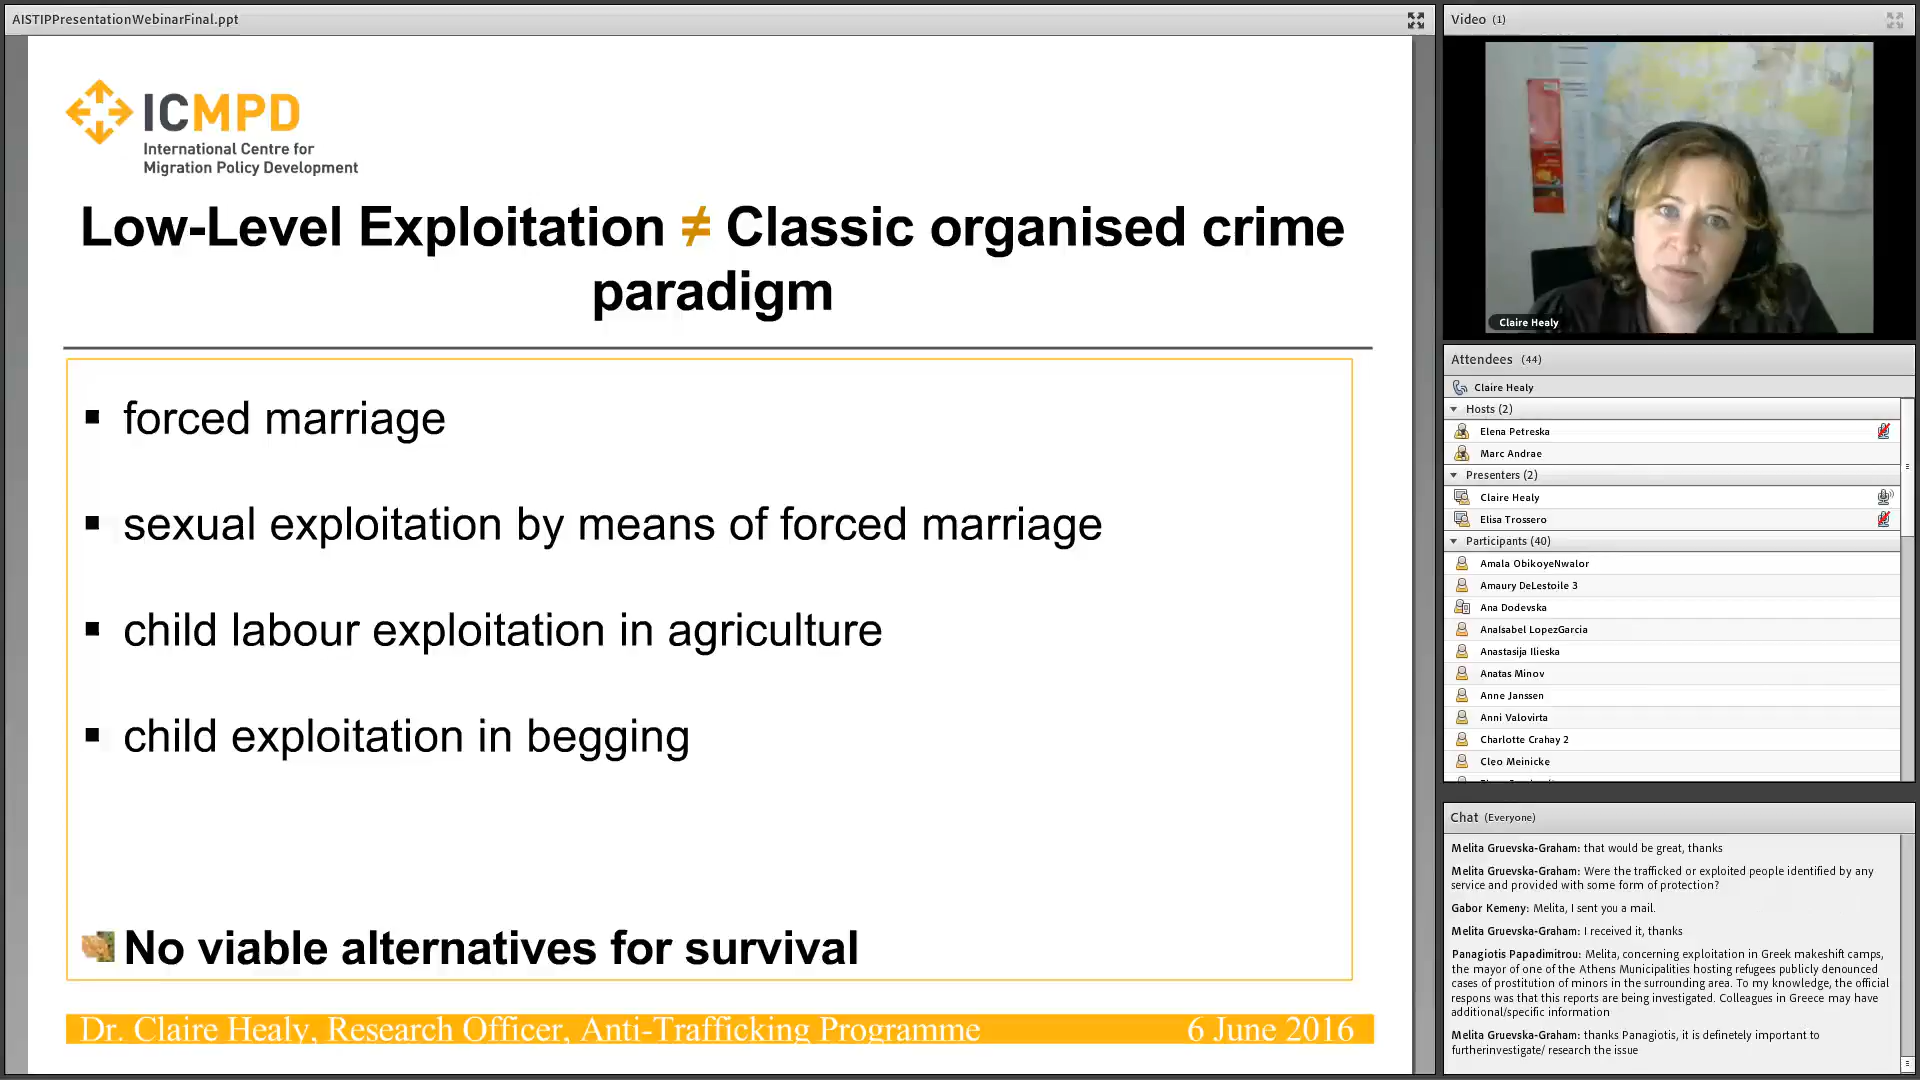 AISTIPPresentationWebinarFinal.ppt
ICMPD
International Centre for
Migration Policy Development
Low-Level Exploitation ≠ Classic organised crime
paradigm
▪ forced marriage
▪ sexual exploitation by means of forced marriage
▪ child labour exploitation in agriculture
▪ child exploitation in begging
No viable alternatives for survival
Dr. Claire Healy, Research Officer, Anti-Trafficking Programme 6 June 2016
Video (1)
Claire Healy
Attendees (44)
Claire Healy
Hosts (2)
Elena Petreska
Marc Andrae
Presenters (2)
Claire Healy
Elisa Trossero
Participants (40)
Amala ObikoyeNwalor
Amaury DeLestoile 3
Ana Dodevska
AnaIsabel LopezGarcia
Anastasija Ilieska
Anatas Minov
Anne Janssen
Anni Valovirta
Charlotte Crahay 2
Cleo Meinicke
Chat (Everyone)
Melita Gruevska-Graham: that would be great, thanks
Melita Gruevska-Graham: Were the trafficked or exploited people identified by any
service and provided with some form of protection?
Gabor Kemeny: Melita, I sent you a mail.
Melita Gruevska-Graham: I received it, thanks
Panagiotis Papadimitrou: Melita, concerning exploitation in Greek makeshift camps,
the mayor of one of the Athens Municipalities hosting refugees publicly denounced
cases of prostitution of minors in the surrounding area. To my knowledge, the official
respons was that this reports are being investigated. Colleagues in Greece may have
additional/specific information
Melita Gruevska-Graham: thanks Panagiotis, it is definetely important to
furtherinvestigate/ research the issue